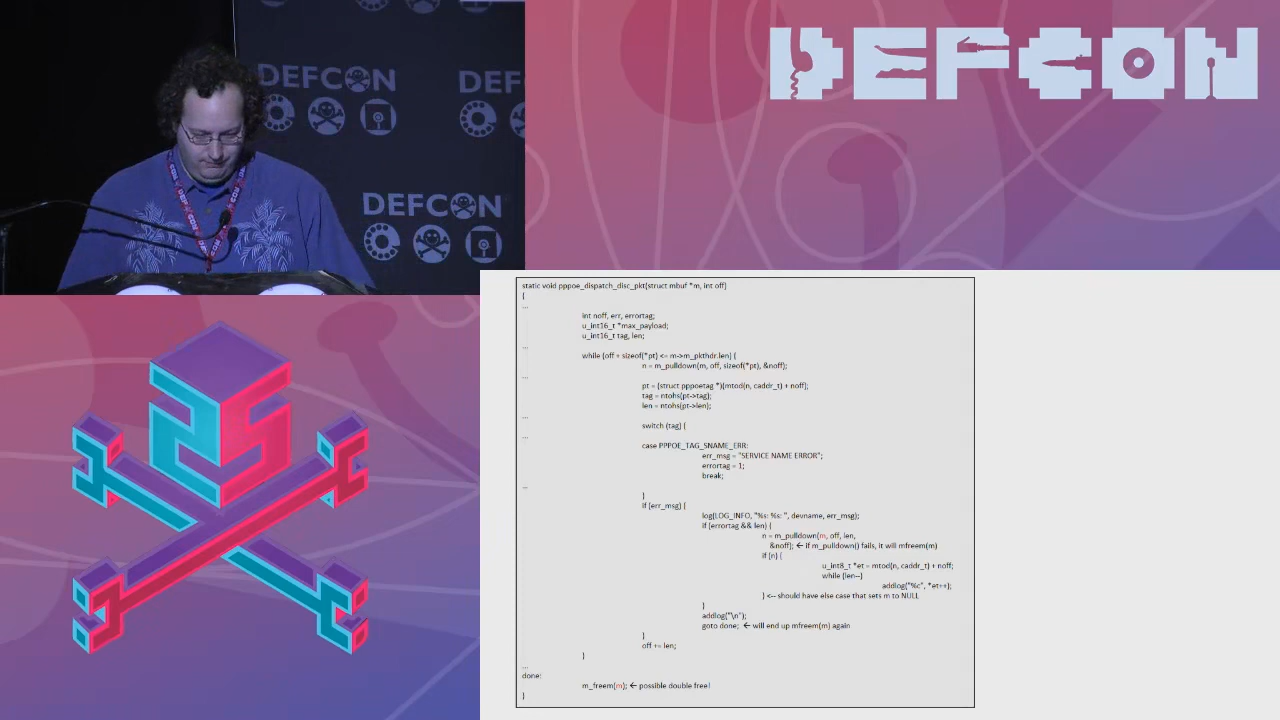 DEFCON
DEFCON
DEF
DEFCON
static void pppoe_dispatch_disc_pkt(struct mbuf *m, int off)
{
...
int noff, err, errortag;
u_int16_t *max_payload;
u_int16_t tag, len;
...
while (off + sizeof(*pt) <= m->m_pkthdr.len) {
n = m_pulldown(m, off, sizeof(*pt), &noff);
...
pt = (struct pppoetag *)(mtod(n, caddr_t) + noff);
tag = ntohs(pt->tag);
len = ntohs(pt->len);
...
switch (tag) {
...
case PPPOE_TAG_SNAME_ERR:
err_msg = "SERVICE NAME ERROR";
errortag = 1;
break;
...
}
if (err_msg) {
log(LOG_INFO, "%s: %s: ", devname, err_msg);
if (errortag && len) {
n = m_pulldown(m, off, len,
&noff); ← if m_pulldown() fails, it will mfreem(m)
if (n) {
u_int8_t *et = mtod(n, caddr_t) + noff;
while (len--)
addlog("%c", *et++);
} <-- should have else case that sets m to NULL
}
addlog("\n");
goto done; ← will end up mfreem(m) again
}
off += len;
}
...
done:
m_freem(m); ← possible double free!
}